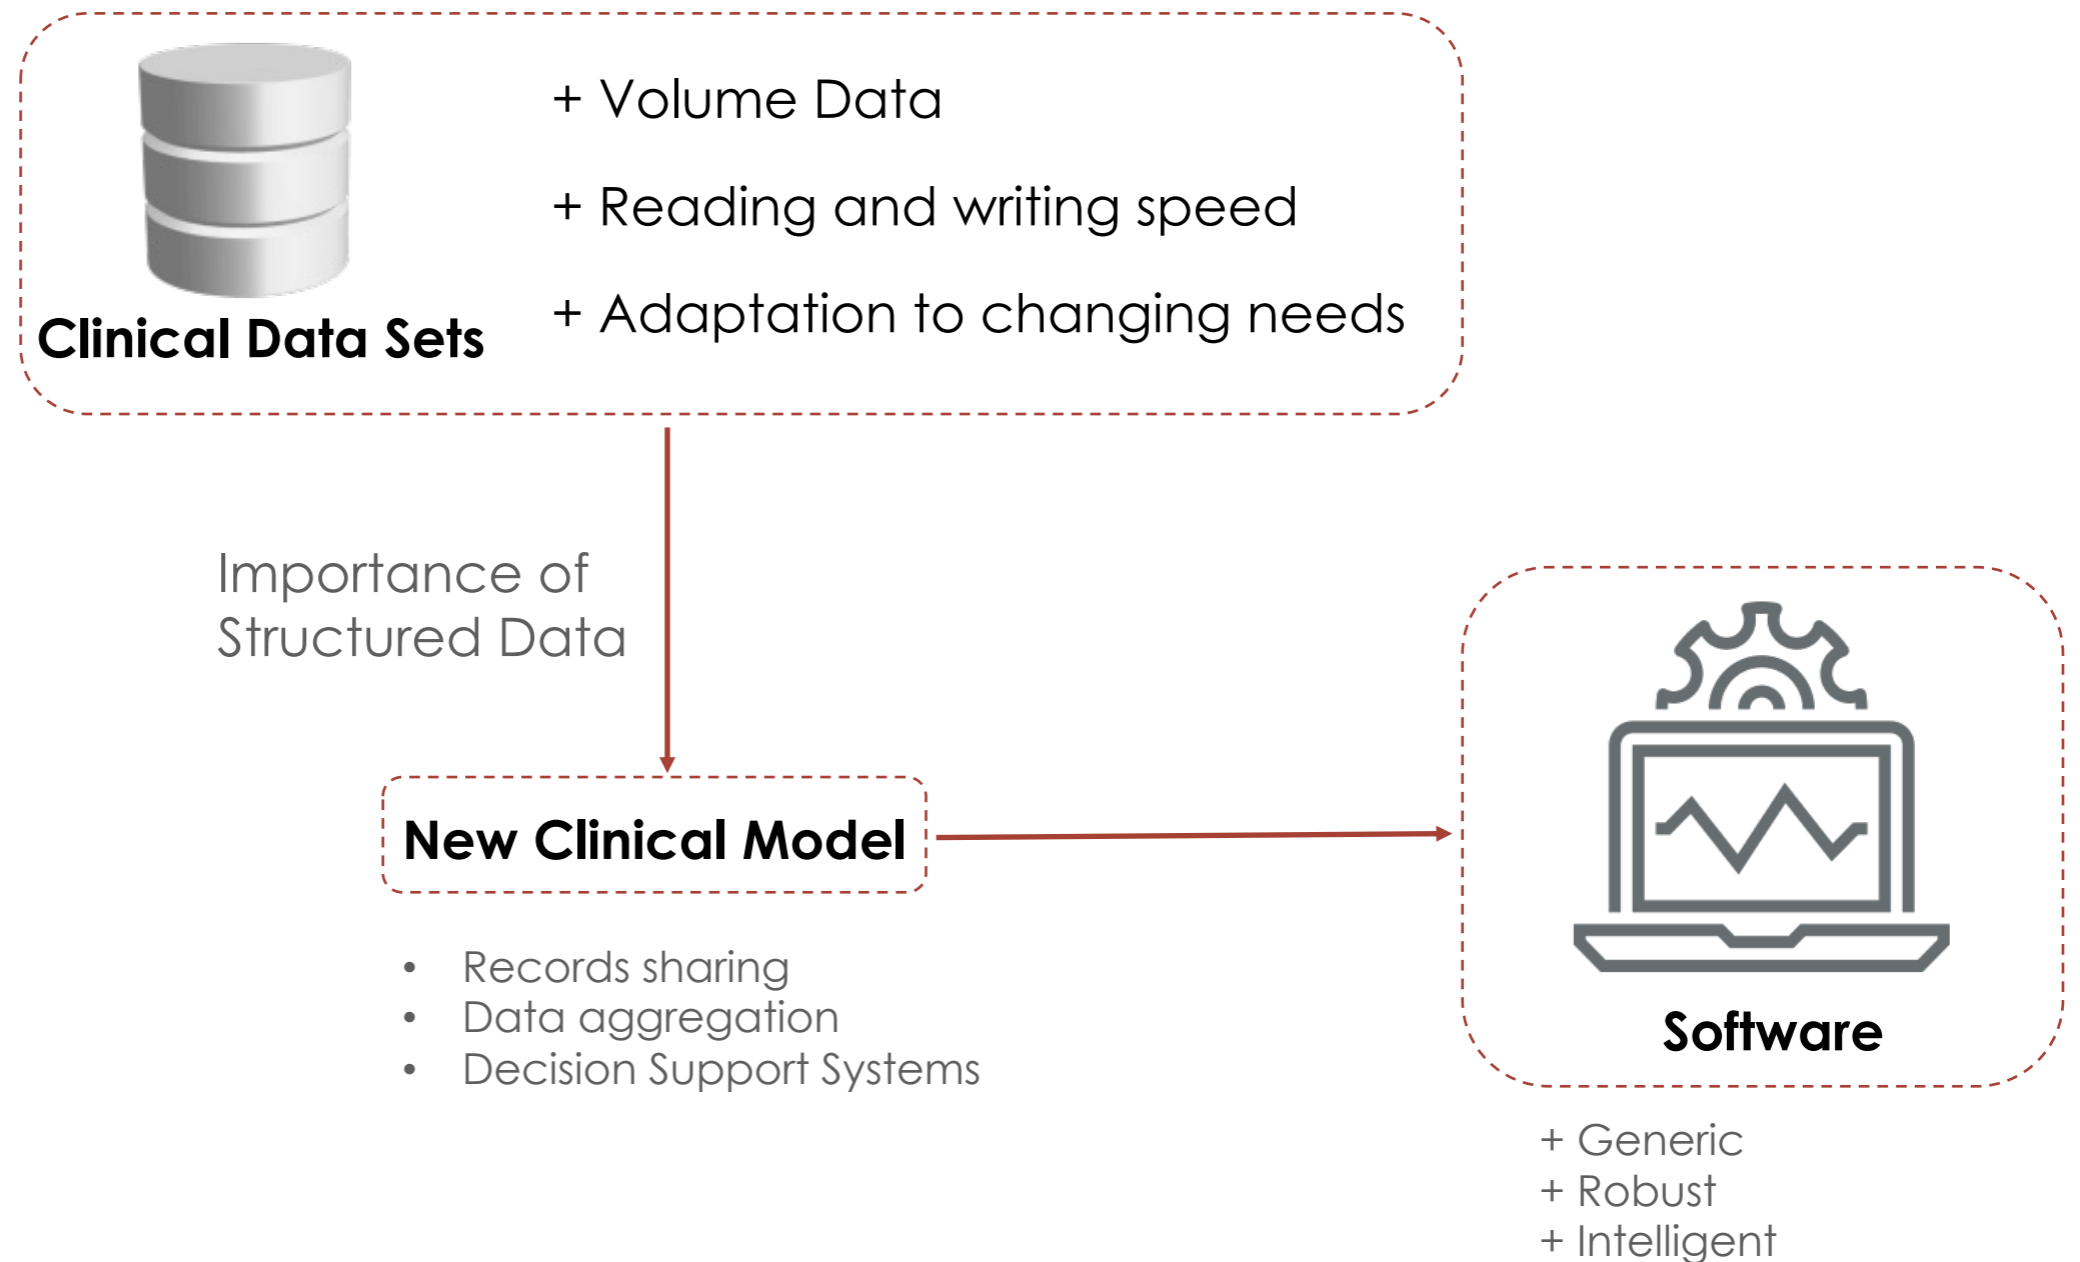 + Volume Data
+ Reading and writing speed
+ Adaptation to changing needs
Clinical Data Sets
Importance of
Structured Data
New Clinical Model
• Records sharing
• Data aggregation
• Decision Support Systems
Software
+ Generic
+ Robust
+ Intelligent